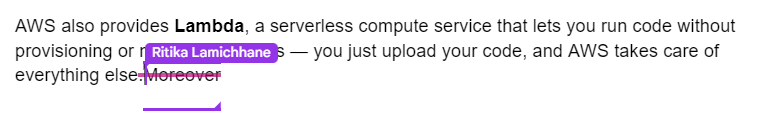 AWS also provides Lambda, a serverless compute service that lets you run code without
provisioning or Ritika Lamichhane s — you just upload your code, and AWS takes care of
everything else.Moreover